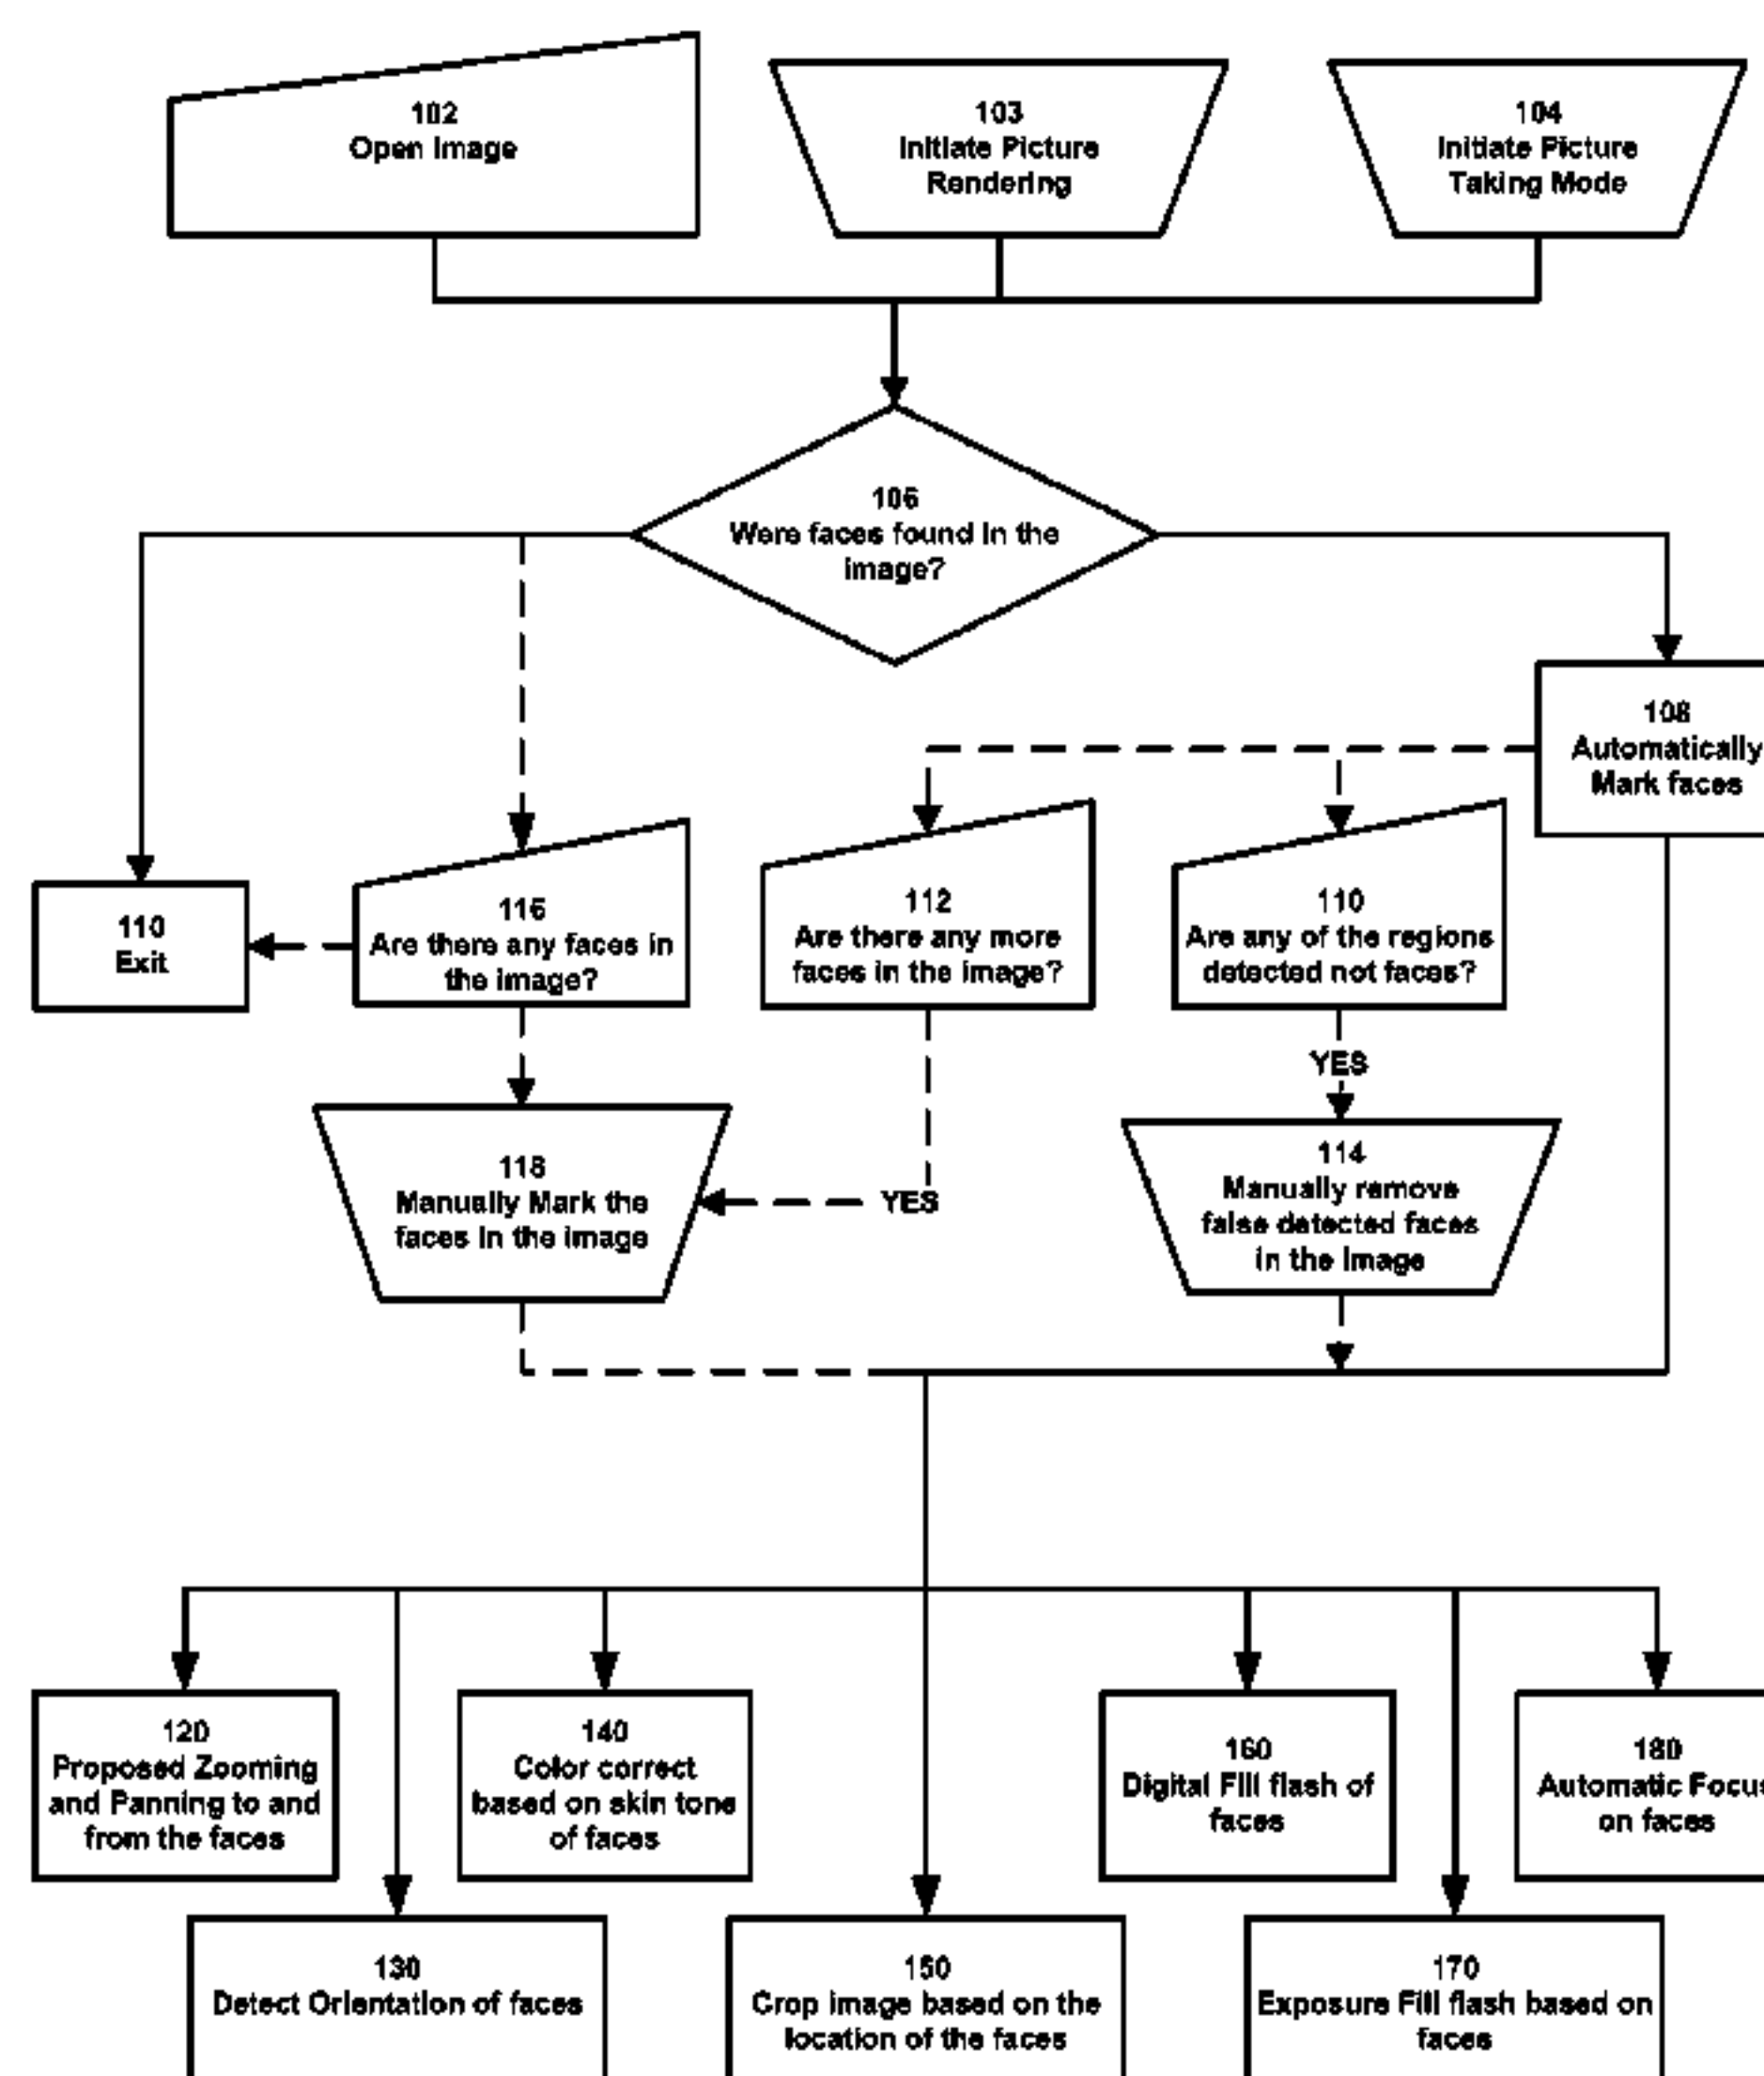 102
Open Image
103
Initiate Picture
Rendering
104
Initiate Picture
Taking Mode
106
Were faces found in the
image?
108
Automatically
Mark faces
110
Exit
116
Are there any faces in
the image?
112
Are there any more
faces in the image?
110
Are any of the regions
detected not faces?
YES
118
Manually Mark the
faces in the image
YES
114
Manually remove
false detected faces
in the image
120
Proposed Zooming
and Panning to and
from the faces
140
Color correct
based on skin tone
of faces
160
Digital Fill flash of
faces
180
Automatic Focus
on faces
130
Detect Orientation of faces
150
Crop image based on the
location of the faces
170
Exposure Fill flash based on
faces